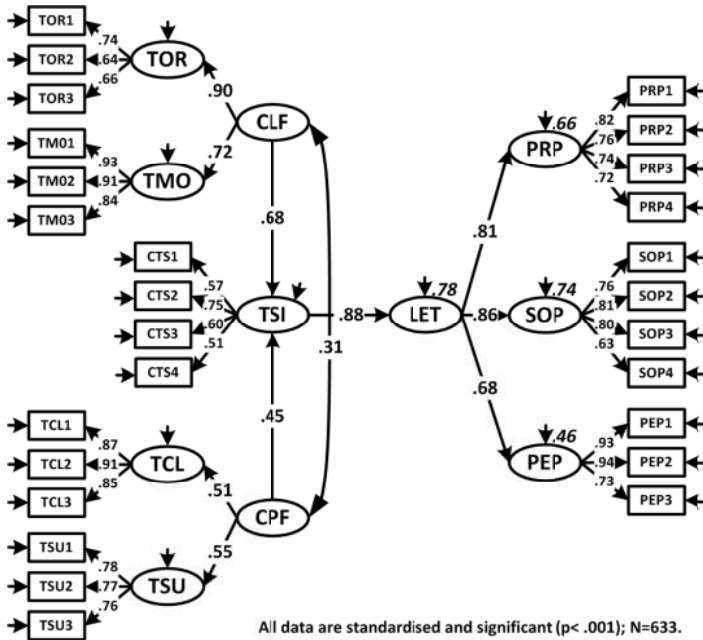 TOR1
.74
TOR2
.64
TOR3
.66
TOR
.90
CLF
TM01
.93
TM02
.91
TM03
.84
TMO
.72
.68
CTS1
.57
CTS2
.75
CTS3
.60
CTS4
.51
TSI
.88
.31
.45
TCL1
.87
TCL2
.91
TCL3
.85
TCL
.51
CPF
TSU1
.78
TSU2
.77
TSU3
.76
TSU
.55
LET
.78
.81
.86
.68
PRP
.66
.82
PRP1
.76
PRP2
.74
PRP3
.72
PRP4
SOP
.74
.76
SOP1
.81
SOP2
.80
SOP3
.63
SOP4
PEP
.46
.93
PEP1
.94
PEP2
.73
PEP3
All data are standardised and significant (p< .001); N=633.